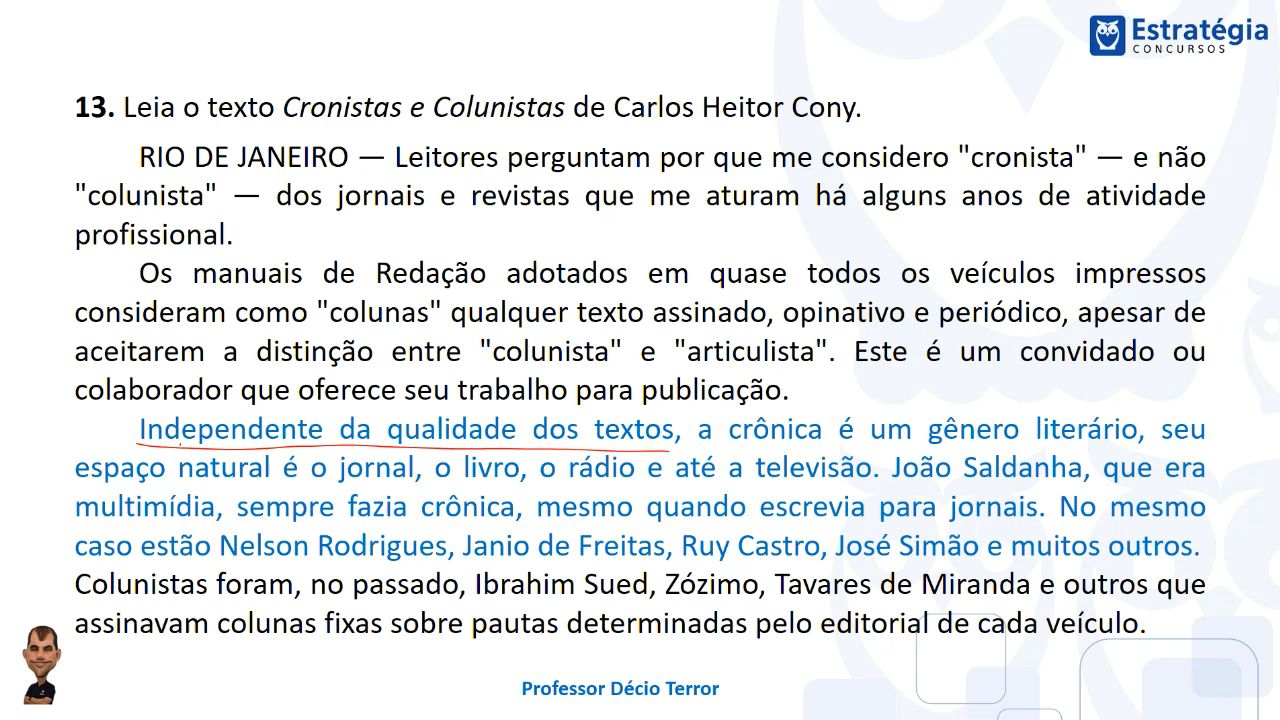 Estratégia
CONCURSOS
13. Leia o texto Cronistas e Colunistas de Carlos Heitor Cony.
RIO DE JANEIRO — Leitores perguntam por que me considero "cronista" — e não
"colunista" — dos jornais e revistas que me aturam há alguns anos de atividade
profissional.
Os manuais de Redação adotados em quase todos os veículos impressos
consideram como "colunas" qualquer texto assinado, opinativo e periódico, apesar de
aceitarem a distinção entre "colunista" e "articulista". Este é um convidado ou
colaborador que oferece seu trabalho para publicação.
Independente da qualidade dos textos, a crônica é um gênero literário, seu
espaço natural é o jornal, o livro, o rádio e até a televisão. João Saldanha, que era
multimídia, sempre fazia crônica, mesmo quando escrevia para jornais. No mesmo
caso estão Nelson Rodrigues, Janio de Freitas, Ruy Castro, José Simão e muitos outros.
Colunistas foram, no passado, Ibrahim Sued, Zózimo, Tavares de Miranda e outros que
assinavam colunas fixas sobre pautas determinadas pelo editorial de cada veículo.
Professor Décio Terror